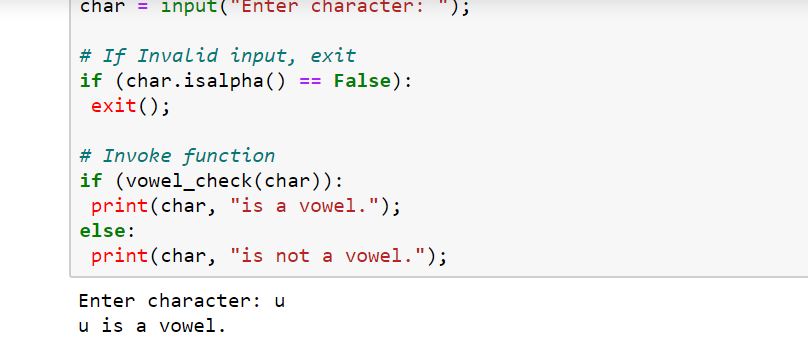 char = input("Enter character: ");
# If Invalid input, exit
if (char.isalpha() == False):
exit();
# Invoke function
if (vowel_check(char)):
print(char, "is a vowel.");
else:
print(char, "is not a vowel.");
Enter character: u
u is a vowel.